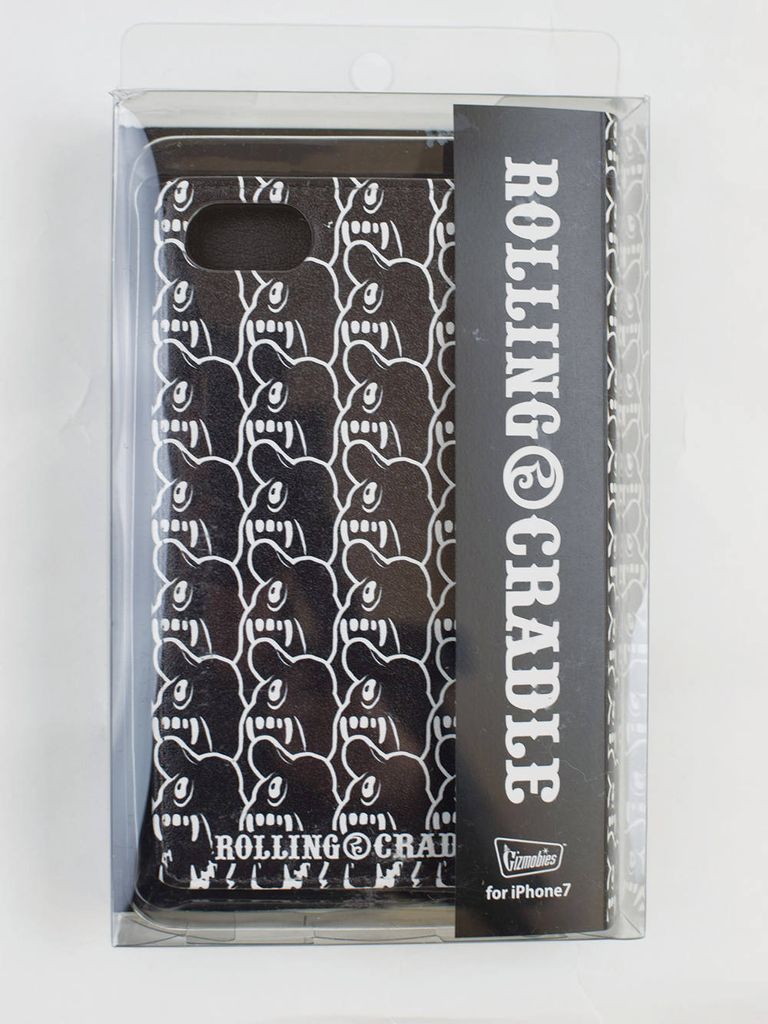 ROLLING CRADLE
Gizmobies
for iPhone7
ROLLING CRAD